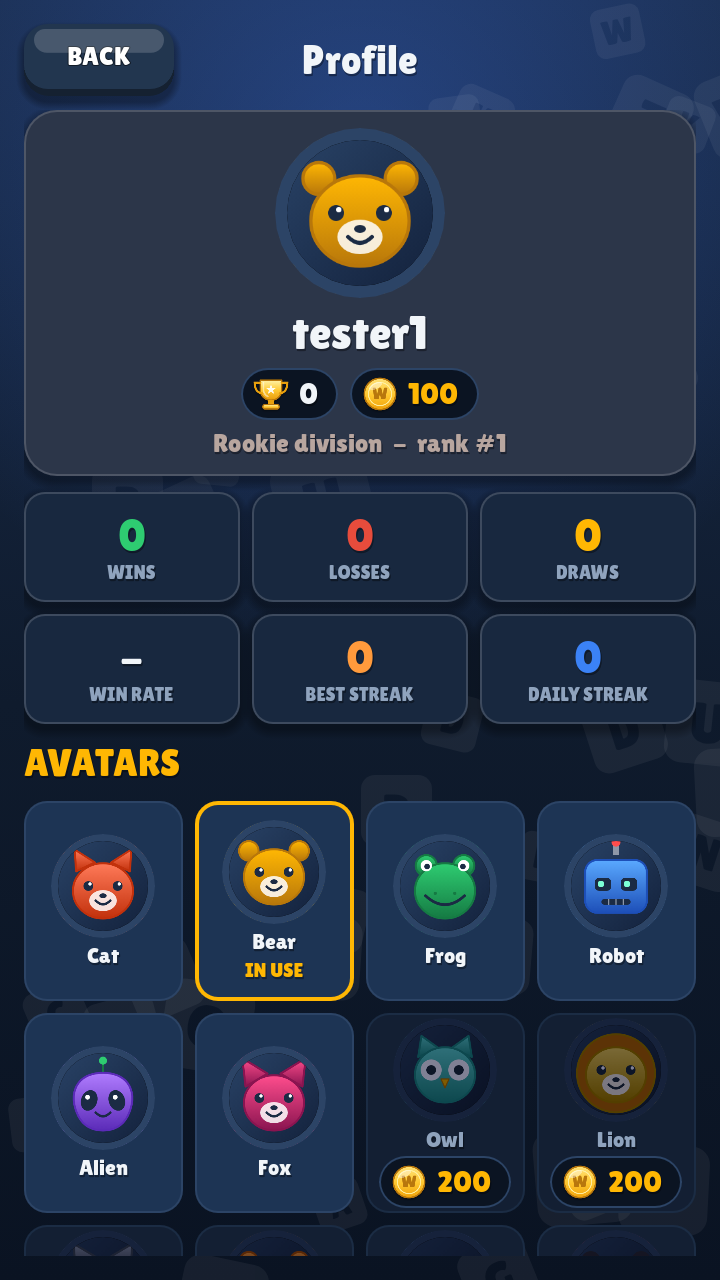 BACK
Profile
tester1
0
100
Rookie division – rank #1
0
0
0
WINS
LOSSES
DRAWS
–
0
0
WIN RATE
BEST STREAK
DAILY STREAK
AVATARS
Cat
Bear
IN USE
Frog
Robot
Alien
Fox
Owl
Lion
200
200